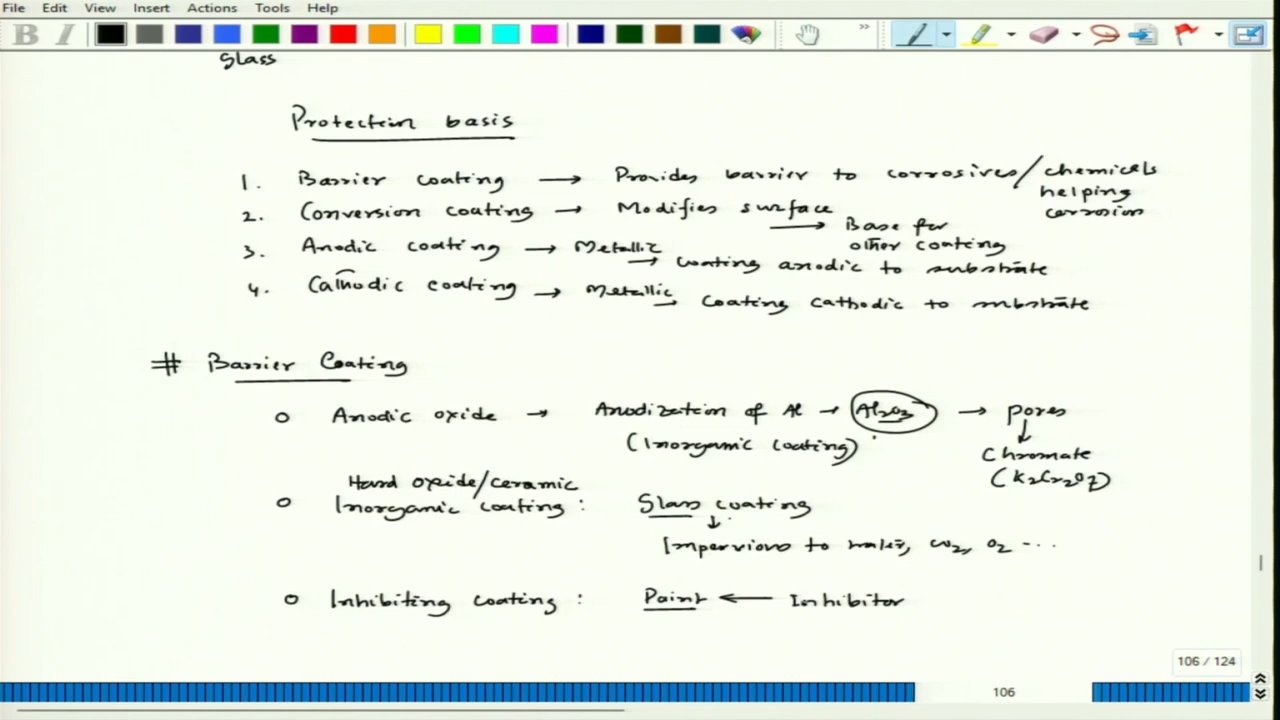 File Edit View Insert Actions Tools Help
Glass
Protection basis
1. Barrier coating → Provides barrier to corrosives/chemicals
helping
corrosion
2. Conversion coating → Modifies surface
→ Base for
other coating
3. Anodic coating → Metallic
→ coating anodic to substrate
4. Cathodic coating → Metallic
→ Coating cathodic to substrate
# Barrier Coating
o Anodic oxide → Anodization of Al → Al2O3 → Pores
↓
(Inorganic coating)
Chromate
(K2Cr2O7)
Hard oxide/ceramic
o Inorganic coating : Glass coating
↓
Impervious to water, CO2, O2 ...
o Inhibiting coating : Paint ← Inhibitor
106 / 124
106